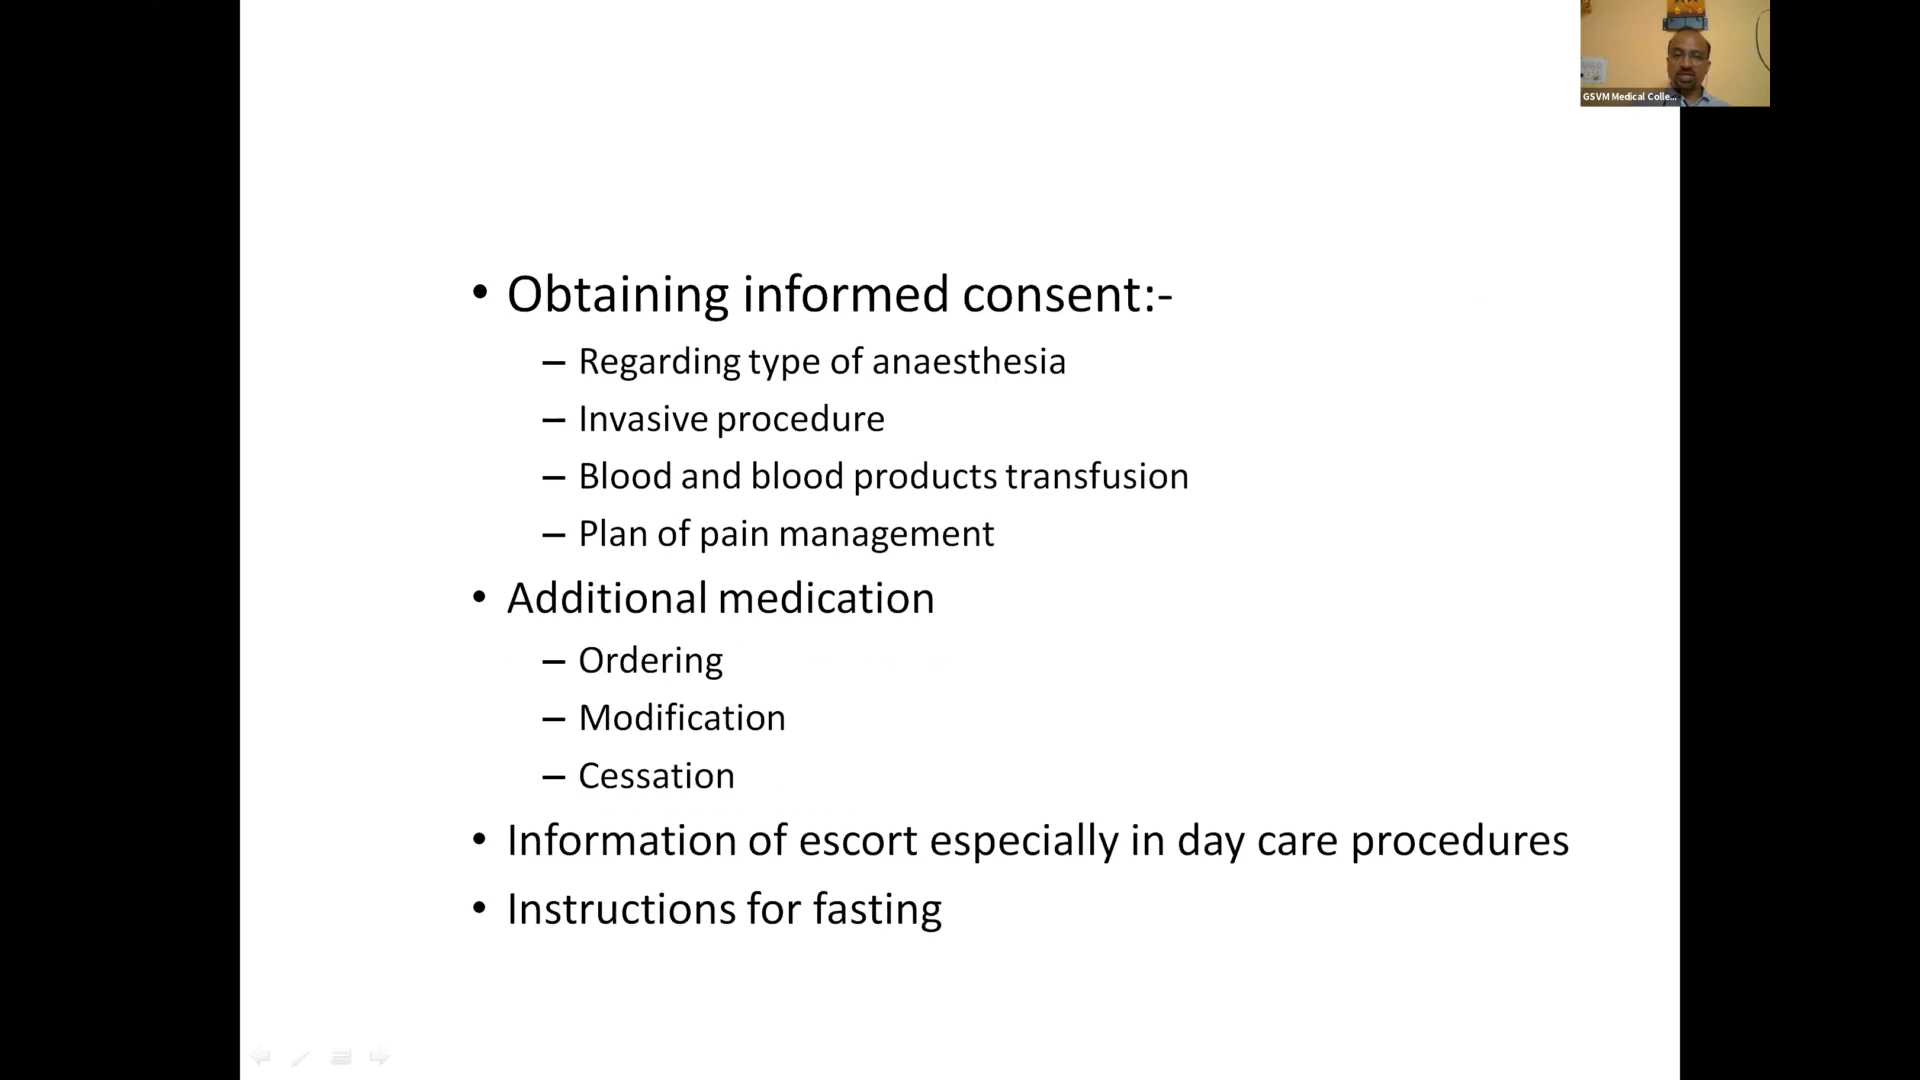 GSVM Medical Colle...
• Obtaining informed consent:-
– Regarding type of anaesthesia
– Invasive procedure
– Blood and blood products transfusion
– Plan of pain management
• Additional medication
– Ordering
– Modification
– Cessation
• Information of escort especially in day care procedures
• Instructions for fasting